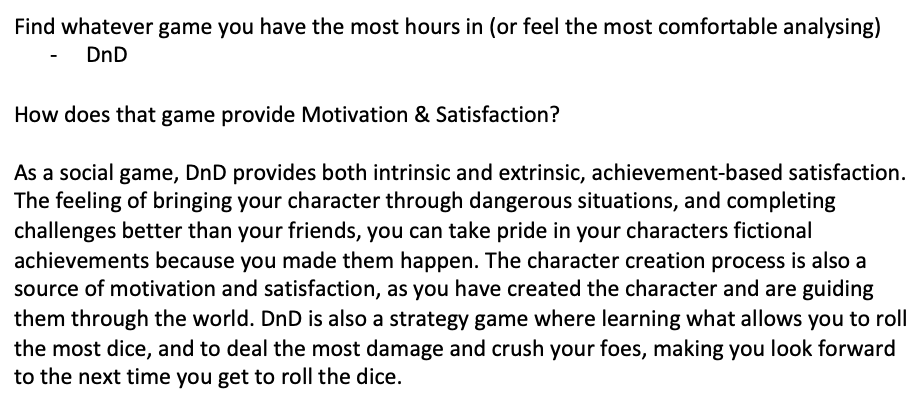 Find whatever game you have the most hours in (or feel the most comfortable analysing)
- DnD
How does that game provide Motivation & Satisfaction?
As a social game, DnD provides both intrinsic and extrinsic, achievement-based satisfaction.
The feeling of bringing your character through dangerous situations, and completing
challenges better than your friends, you can take pride in your characters fictional
achievements because you made them happen. The character creation process is also a
source of motivation and satisfaction, as you have created the character and are guiding
them through the world. DnD is also a strategy game where learning what allows you to roll
the most dice, and to deal the most damage and crush your foes, making you look forward
to the next time you get to roll the dice.